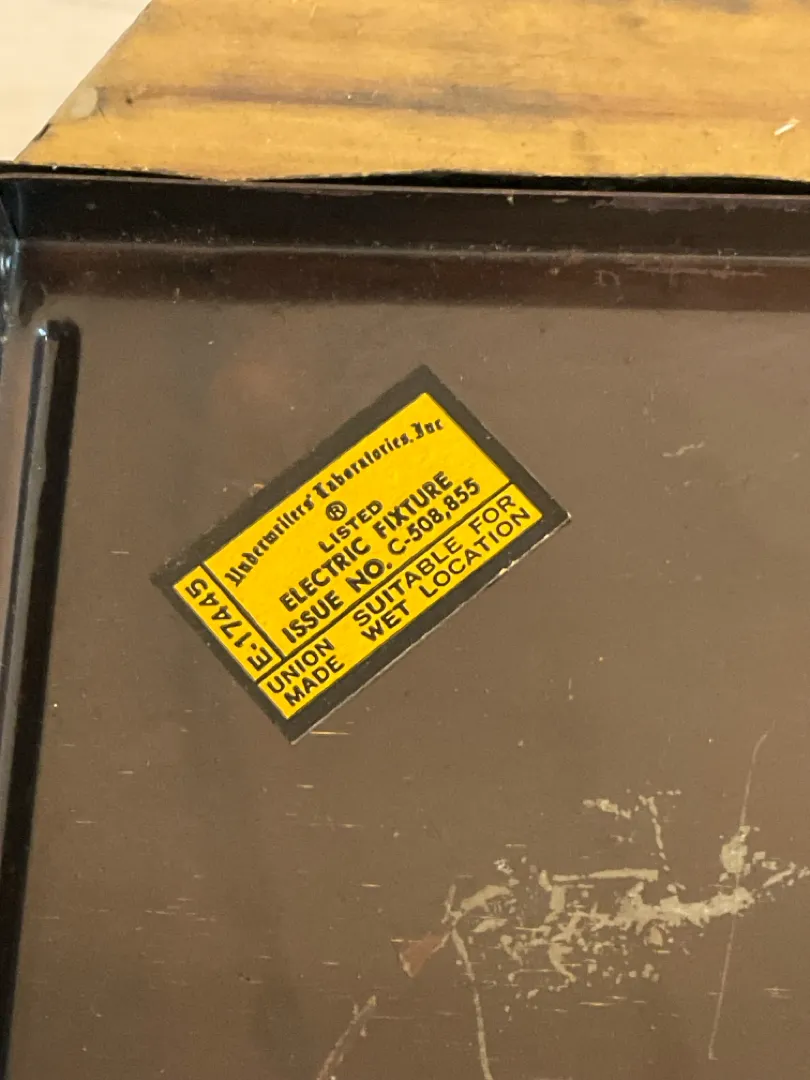 Underwriters' Laboratories, Inc
®
LISTED
ELECTRIC FIXTURE
ISSUE NO. C-508,855
E-17445
UNION MADE
SUITABLE FOR
WET LOCATION